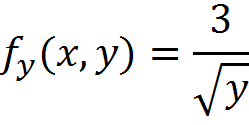 f_y(x, y) = 3/√y